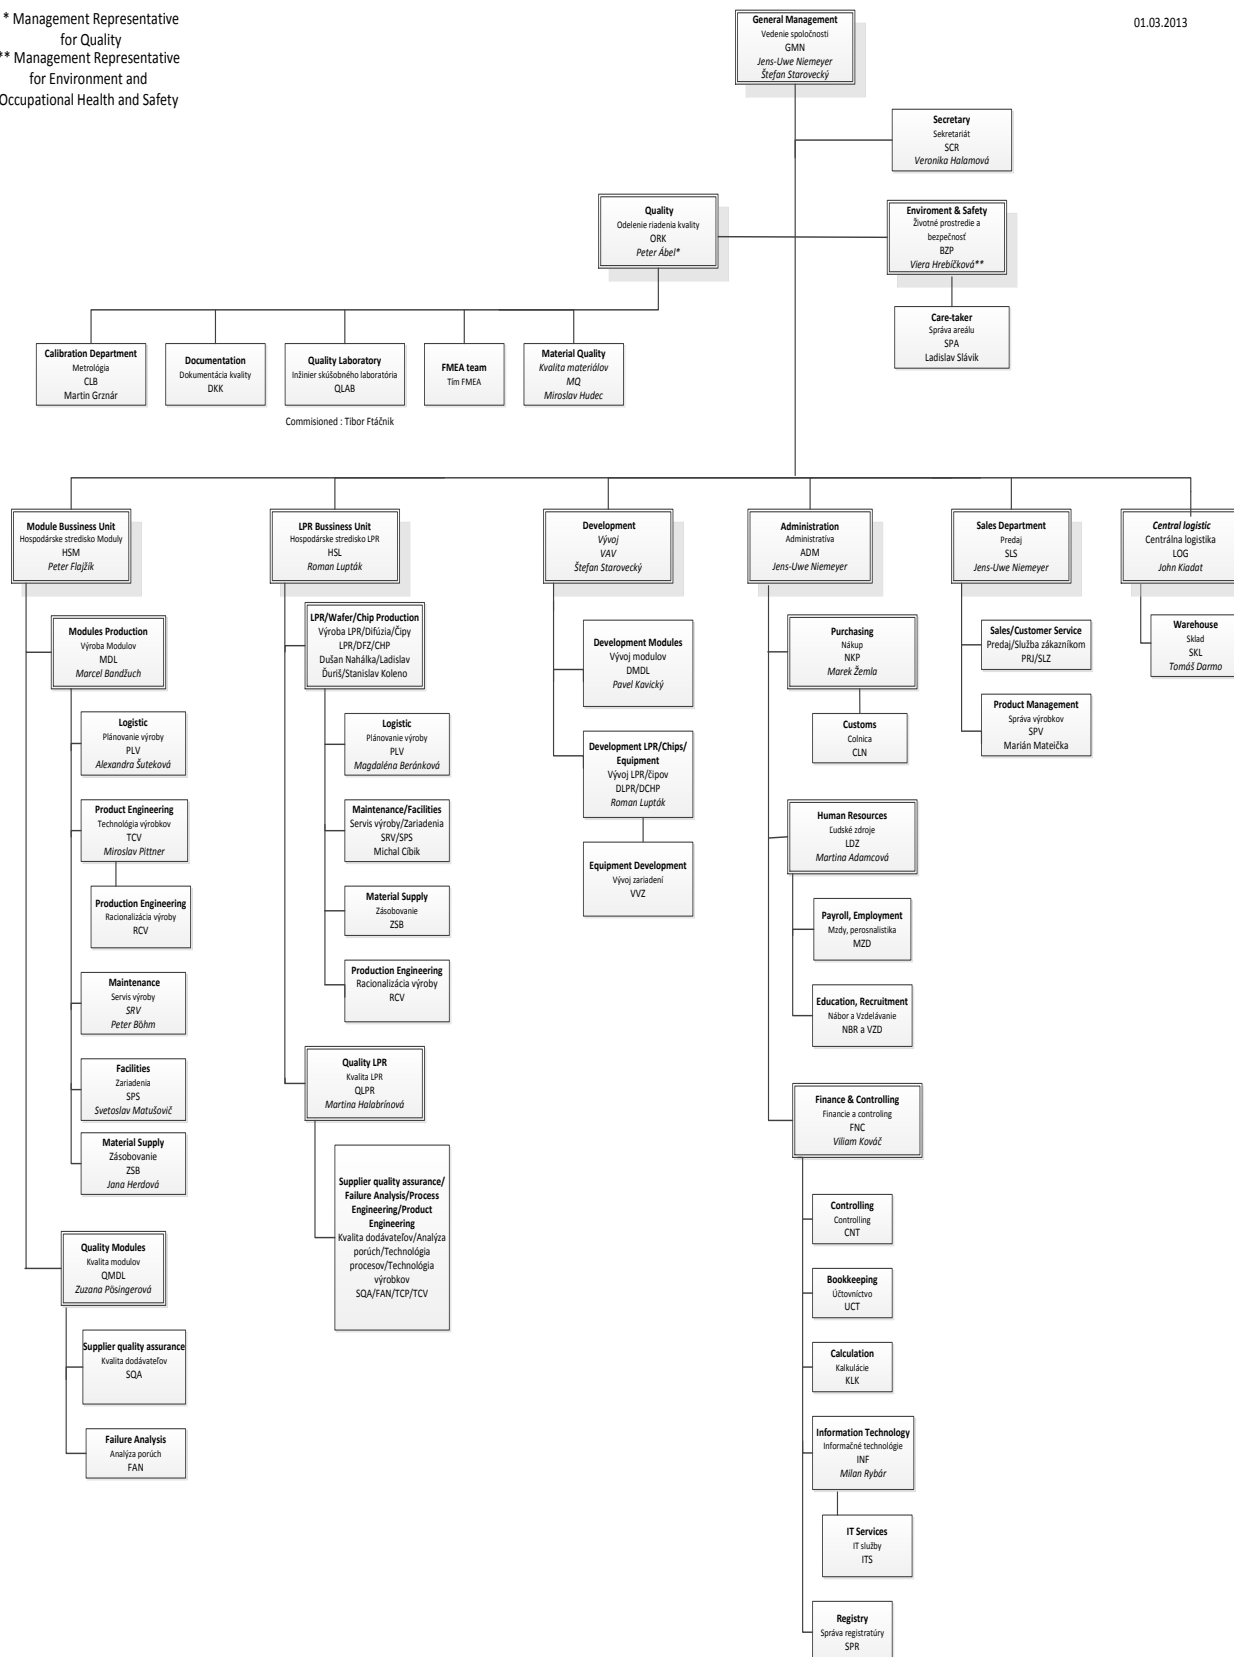 * Management Representative
for Quality
** Management Representative
for Environment and
Occupational Health and Safety
01.03.2013
General Management
Vedenie spoločnosti
GMN
Jens-Uwe Niemeyer
Štefan Starovecký
Secretary
Sekretariát
SCR
Veronika Halamová
Quality
Odelenie riadenia kvality
ORK
Peter Ábel*
Enviroment & Safety
Životné prostredie a
bezpečnosť
BZP
Viera Hrebíčková**
Care-taker
Správa areálu
SPA
Ladislav Slávik
Calibration Department
Metrológia
CLB
Martin Grznár
Documentation
Dokumentácia kvality
DKK
Quality Laboratory
Inžinier skúšobného laboratória
QLAB
Commisioned : Tibor Ftáčnik
FMEA team
Tím FMEA
Material Quality
Kvalita materiálov
MQ
Miroslav Hudec
Module Bussiness Unit
Hospodárske stredisko Moduly
HSM
Peter Flajžík
LPR Bussiness Unit
Hospodárske stredisko LPR
HSL
Roman Lupták
Development
Vývoj
VAV
Štefan Starovecký
Administration
Administratíva
ADM
Jens-Uwe Niemeyer
Sales Department
Predaj
SLS
Jens-Uwe Niemeyer
Central logistic
Centrálna logistika
LOG
John Kiadat
Modules Production
Výroba Modulov
MDL
Marcel Bandžuch
Logistic
Plánovanie výroby
PLV
Alexandra Šuteková
Product Engineering
Technológia výrobkov
TCV
Miroslav Pittner
Production Engineering
Racionalizácia výroby
RCV
Maintenance
Servis výroby
SRV
Peter Böhm
Facilities
Zariadenia
SPS
Svetoslav Matušovič
Material Supply
Zásobovanie
ZSB
Jana Herdová
Quality Modules
Kvalita modulov
QMDL
Zuzana Pösingerová
Supplier quality assurance
Kvalita dodávateľov
SQA
Failure Analysis
Analýza porúch
FAN
LPR/Wafer/Chip Production
Výroba LPR/Difúzia/Čipy
LPR/DFZ/CHP
Dušan Nahálka/Ladislav
Ďuriš/Stanislav Koleno
Logistic
Plánovanie výroby
PLV
Magdaléna Beránková
Maintenance/Facilities
Servis výroby/Zariadenia
SRV/SPS
Michal Cíbik
Material Supply
Zásobovanie
ZSB
Production Engineering
Racionalizácia výroby
RCV
Quality LPR
Kvalita LPR
QLPR
Martina Halabrínová
Supplier quality assurance/
Failure Analysis/Process
Engineering/Product
Engineering
Kvalita dodávateľov/Analýza
porúch/Technológia
procesov/Technológia
výrobkov
SQA/FAN/TCP/TCV
Development Modules
Vývoj modulov
DMDL
Pavel Kavický
Development LPR/Chips/
Equipment
Vývoj LPR/čipov
DLPR/DCHP
Roman Lupták
Equipment Development
Vývoj zariadení
VVZ
Purchasing
Nákup
NKP
Marek Žemla
Customs
Colnica
CLN
Human Resources
Ľudské zdroje
LDZ
Martina Adamcová
Payroll, Employment
Mzdy, perosnalistika
MZD
Education, Recruitment
Nábor a Vzdelávanie
NBR a VZD
Finance & Controlling
Financie a controling
FNC
Viliam Kováč
Controlling
Controlling
CNT
Bookkeeping
Účtovníctvo
UCT
Calculation
Kalkulácie
KLK
Information Technology
Informačné technológie
INF
Milan Rybár
IT Services
IT služby
ITS
Registry
Správa registratúry
SPR
Sales/Customer Service
Predaj/Služba zákazníkom
PRJ/SLZ
Product Management
Správa výrobkov
SPV
Marián Mateička
Warehouse
Sklad
SKL
Tomáš Darmo